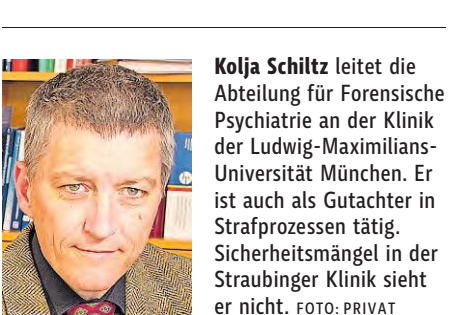 Kolja Schiltz leitet die
Abteilung für Forensische
Psychiatrie an der Klinik
der Ludwig-Maximilians-
Universität München. Er
ist auch als Gutachter in
Strafprozessen tätig.
Sicherheitsmängel in der
Straubinger Klinik sieht
er nicht. FOTO: PRIVAT